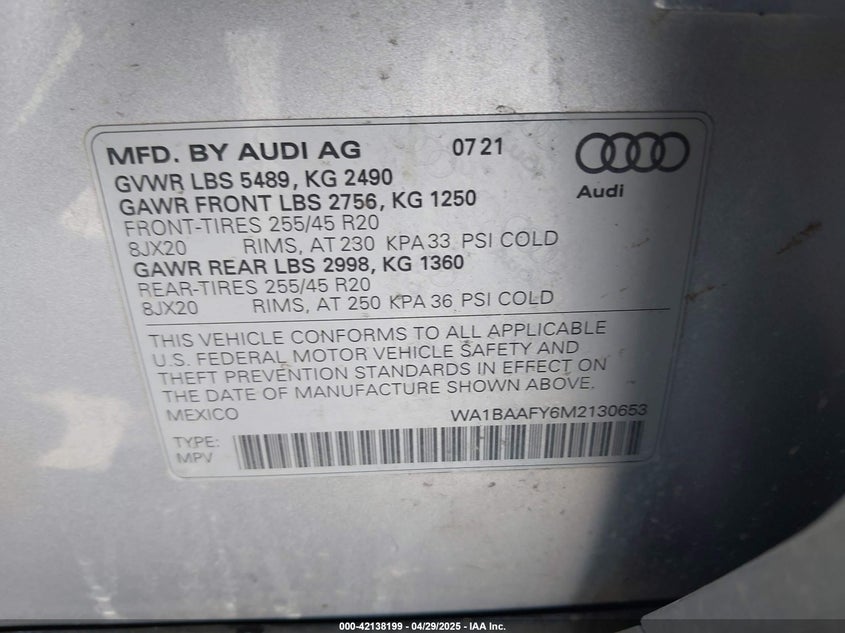 MFD. BY AUDI AG 07 21
GVWR LBS 5489, KG 2490
Audi
GAWR FRONT LBS 2756, KG 1250
FRONT-TIRES 255/45 R20
8JX20 RIMS, AT 230 KPA 33 PSI COLD
GAWR REAR LBS 2998, KG 1360
REAR-TIRES 255/45 R20
8JX20 RIMS, AT 250 KPA 36 PSI COLD
THIS VEHICLE CONFORMS TO ALL APPLICABLE
U.S. FEDERAL MOTOR VEHICLE SAFETY AND
THEFT PREVENTION STANDARDS IN EFFECT ON
THE DATE OF MANUFACTURE SHOWN ABOVE.
MEXICO WA1BAAFY6M2130653
TYPE:
MPV
000-42138199 - 04/29/2025 - IAA Inc.